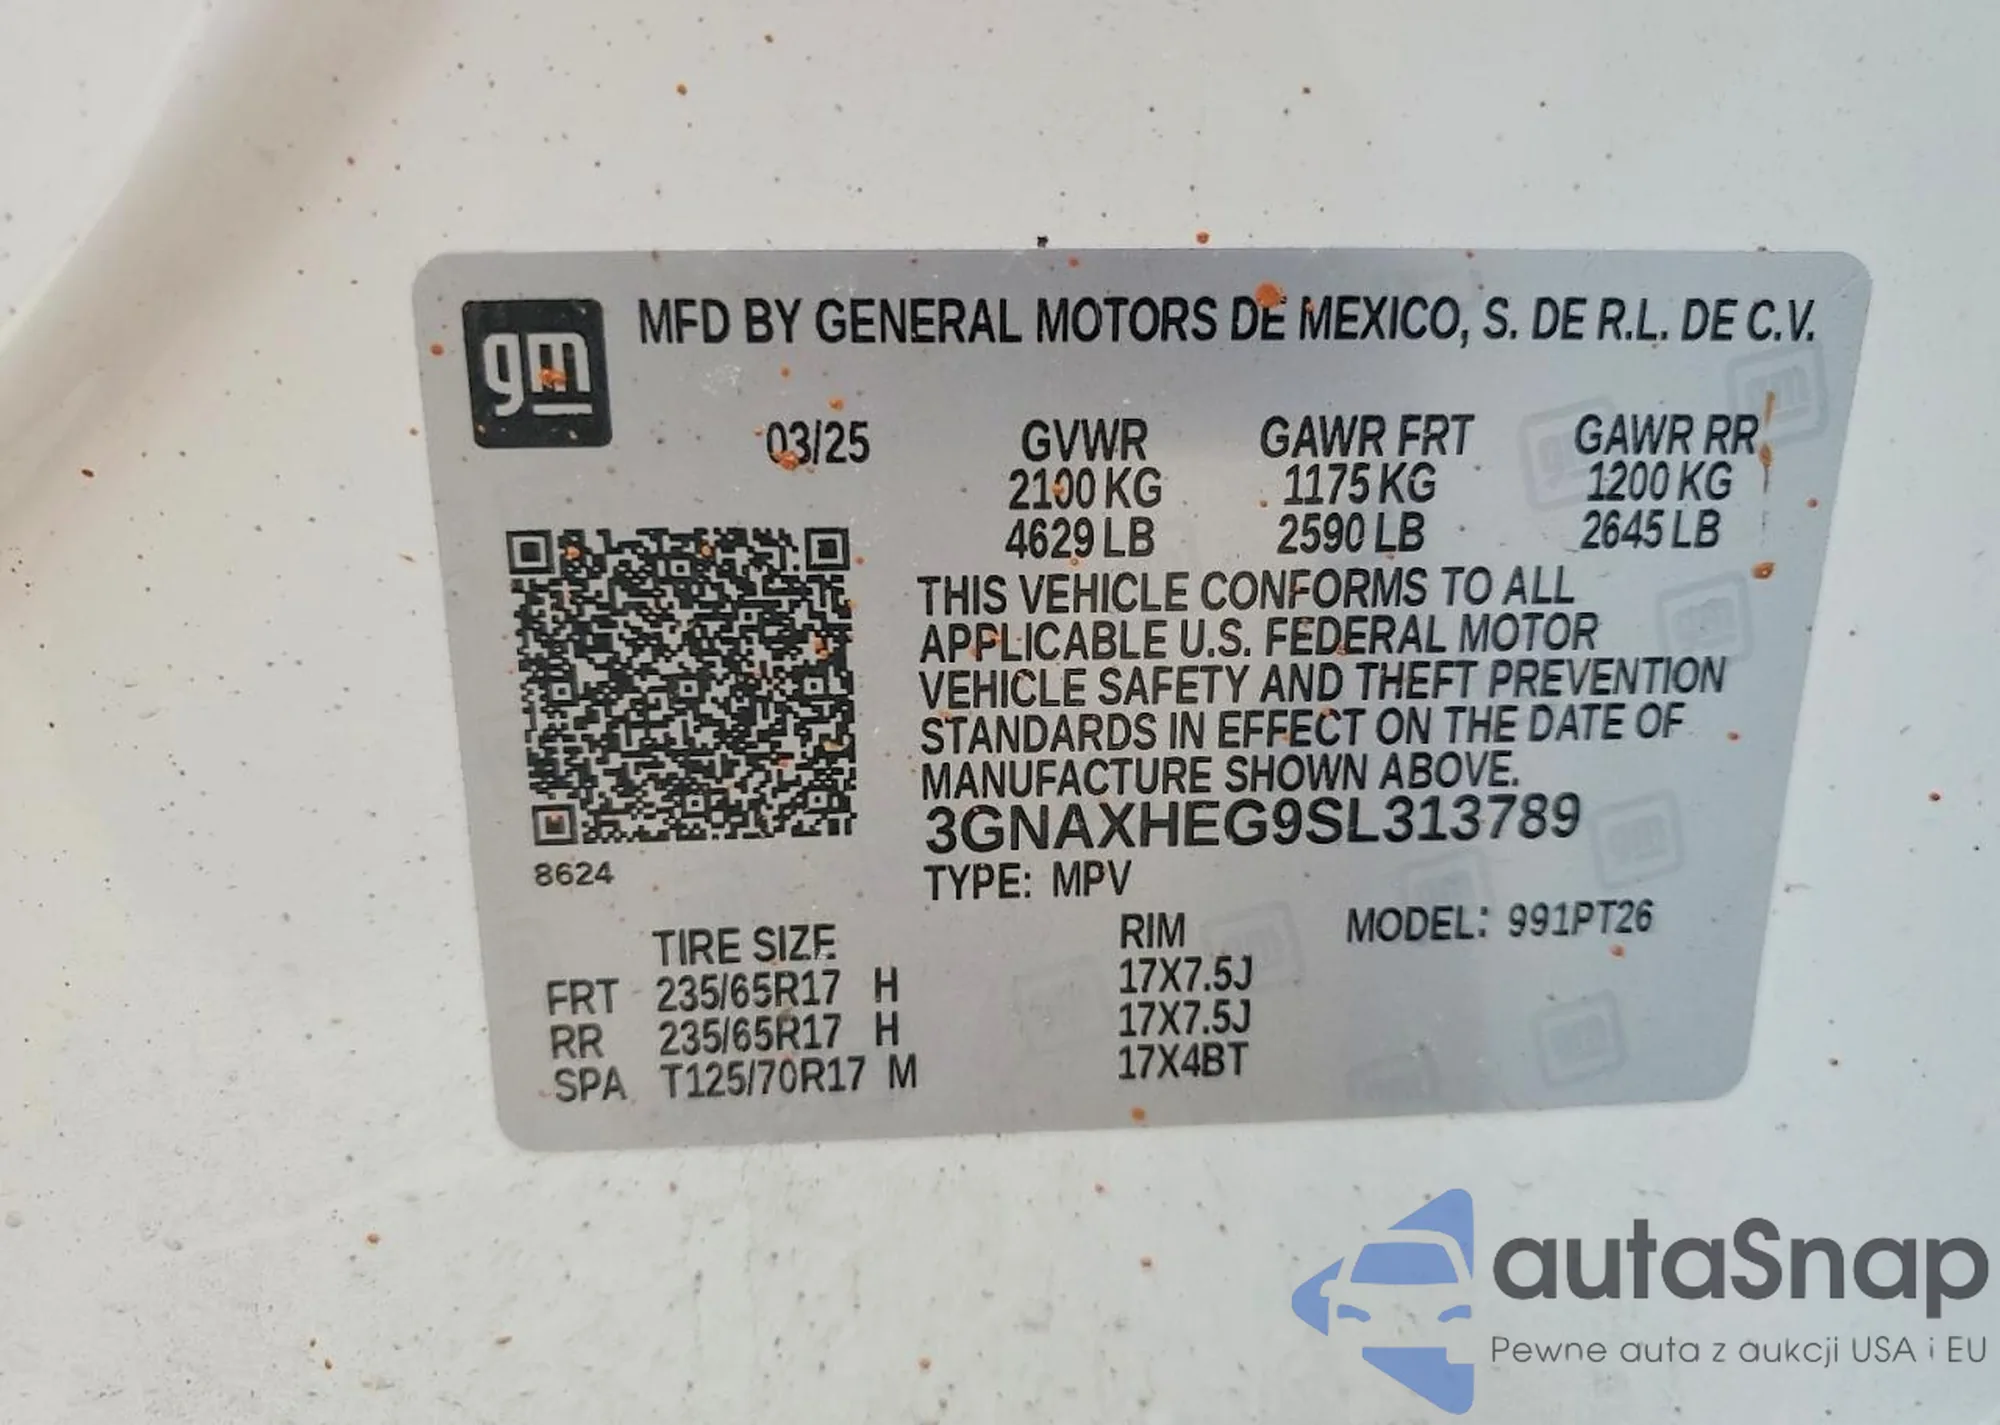 gm
MFD BY GENERAL MOTORS DE MEXICO, S. DE R.L. DE C.V.
03/25 GVWR GAWR FRT GAWR RR
2100 KG 1175 KG 1200 KG
4629 LB 2590 LB 2645 LB
THIS VEHICLE CONFORMS TO ALL
APPLICABLE U.S. FEDERAL MOTOR
VEHICLE SAFETY AND THEFT PREVENTION
STANDARDS IN EFFECT ON THE DATE OF
MANUFACTURE SHOWN ABOVE.
3GNAXHEG9SL313789
8624
TYPE: MPV
TIRE SIZE RIM MODEL: 991PT26
FRT 235/65R17 H 17X7.5J
RR 235/65R17 H 17X7.5J
SPA T125/70R17 M 17X4BT
autaSnap
Pewne auta z aukcji USA i EU